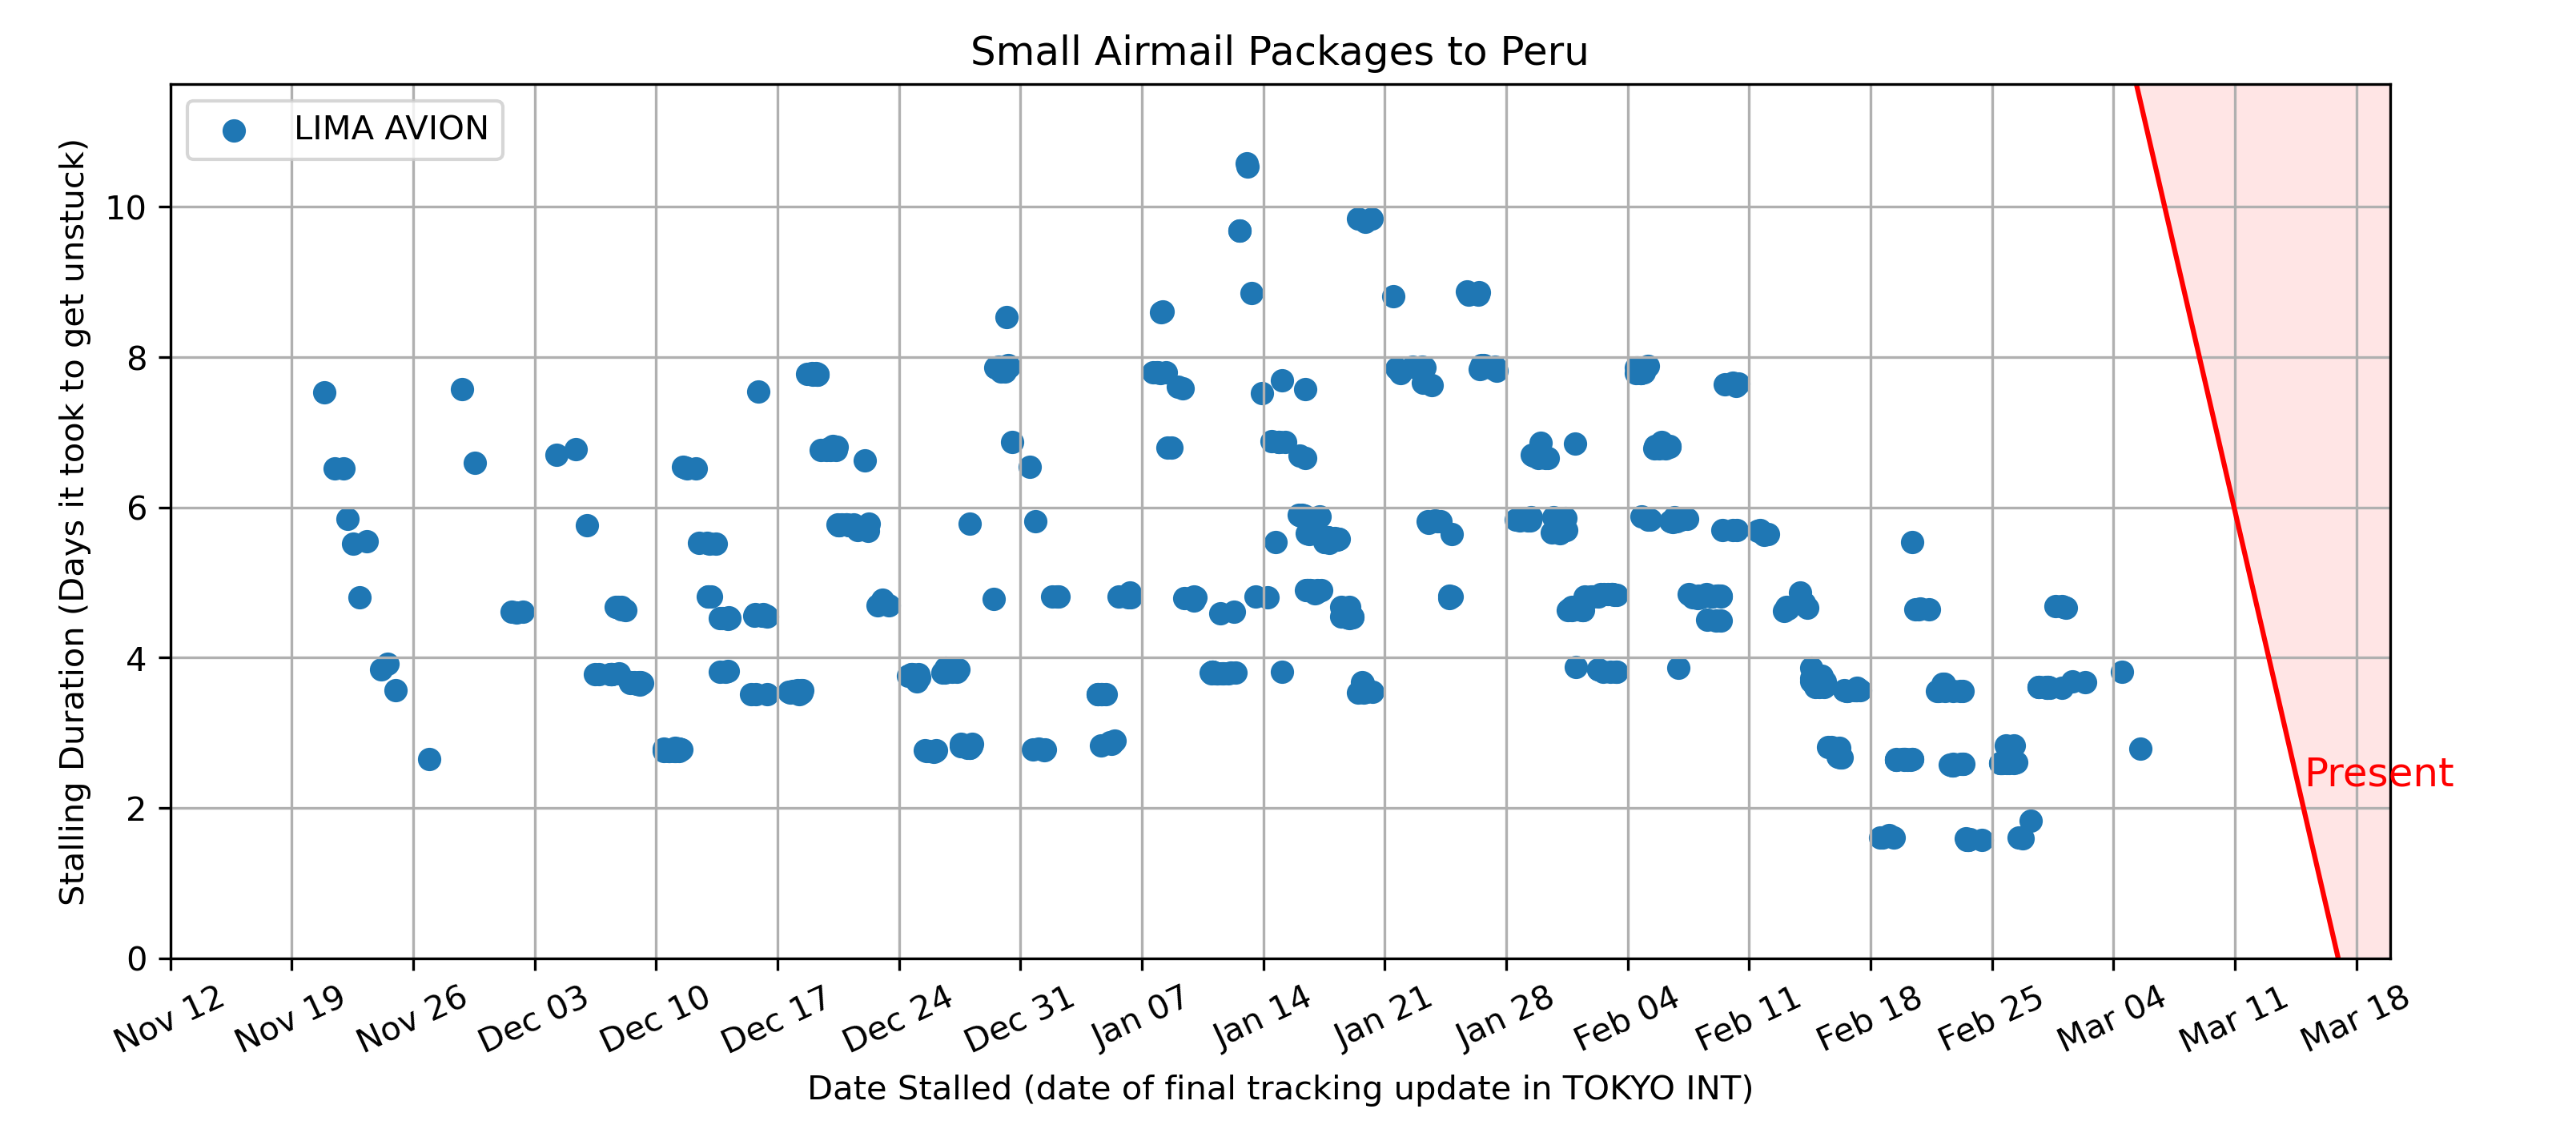 Small Airmail Packages to Peru
LIMA AVION
Stalling Duration (Days it took to get unstuck)
10
8
6
4
2
0
Present
Nov 12 Nov 19 Nov 26 Dec 03 Dec 10 Dec 17 Dec 24 Dec 31 Jan 07 Jan 14 Jan 21 Jan 28 Feb 04 Feb 11 Feb 18 Feb 25 Mar 04 Mar 11 Mar 18
Date Stalled (date of final tracking update in TOKYO INT)